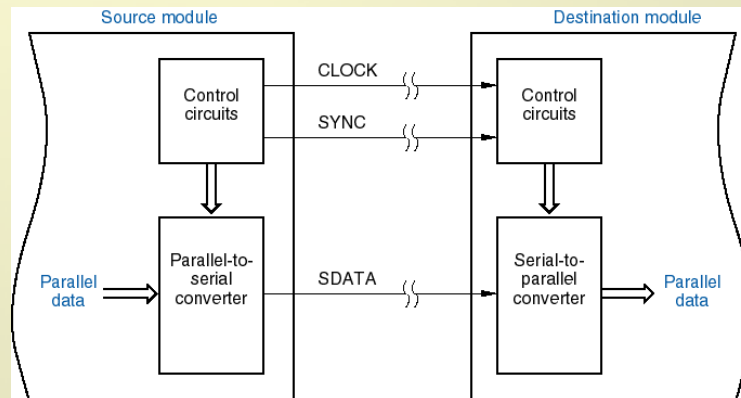 Source module
Destination module
CLOCK
Control
circuits
SYNC
Control
circuits
Parallel
data
Parallel-to-
serial
converter
SDATA
Serial-to-
parallel
converter
Parallel
data